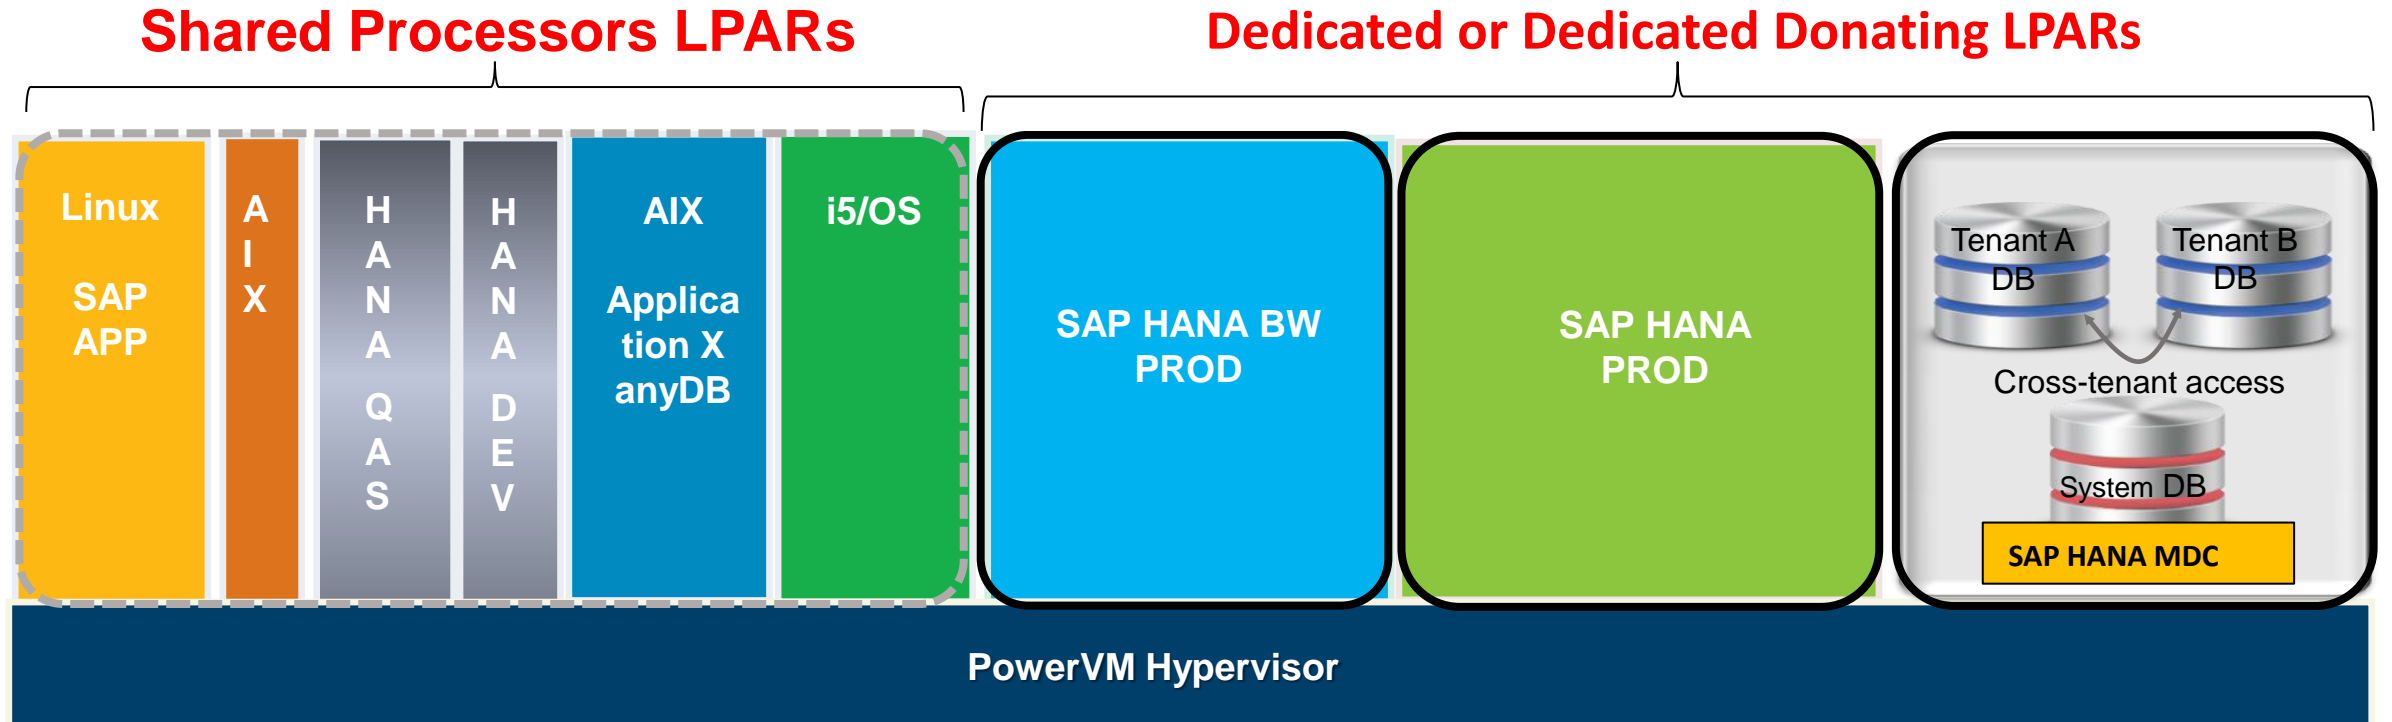 Shared Processors LPARs
Dedicated or Dedicated Donating LPARs
Linux
SAP
APP
A
I
X
H
A
N
A
Q
A
S
H
A
N
A
D
E
V
AIX
Applica
tion X
anyDB
i5/OS
SAP HANA BW
PROD
SAP HANA
PROD
Tenant A
DB
Tenant B
DB
Cross-tenant access
System DB
SAP HANA MDC
PowerVM Hypervisor